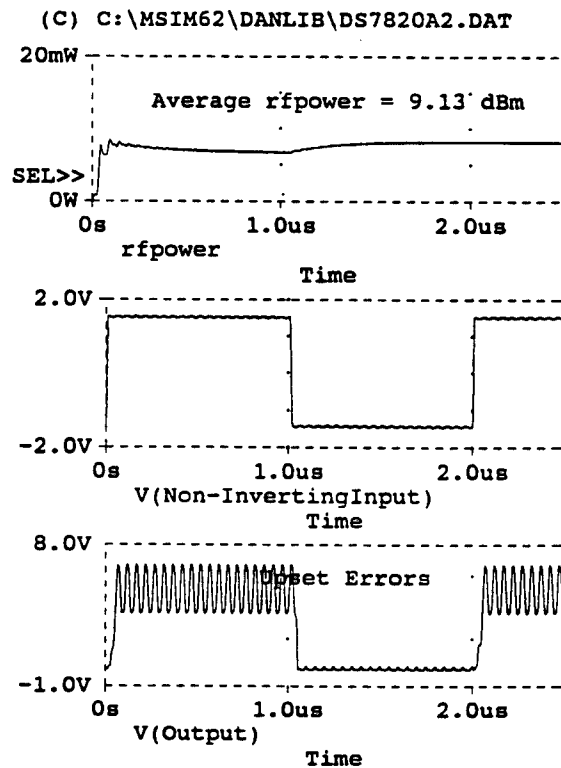 (C) C:\MSIM62\DANLIB\DS7820A2.DAT
20mW
Average rfpower = 9.13 dBm
SEL>>
0W
0s 1.0us 2.0us
rfpower
Time
2.0V
-2.0V
0s 1.0us 2.0us
V(Non-InvertingInput)
Time
8.0V
Upset Errors
-1.0V
0s 1.0us 2.0us
V(Output)
Time